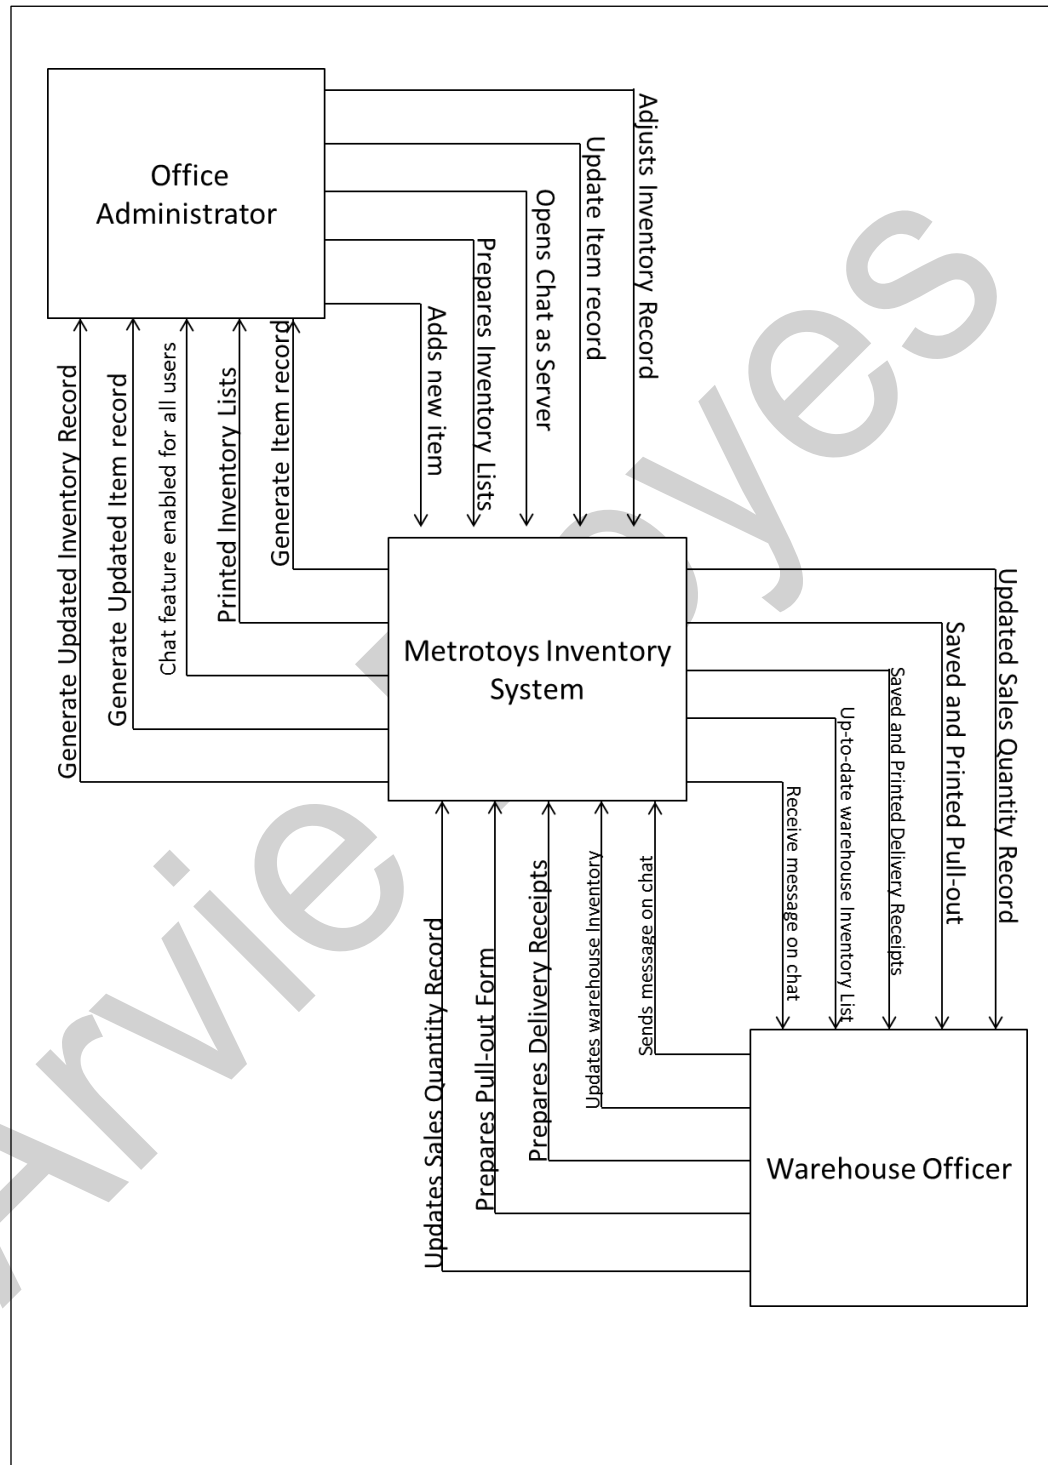 Office
Administrator
Adjusts Inventory Record
Update Item record
Opens Chat as Server
Prepares Inventory Lists
Adds new item
Generate Updated Inventory Record
Generate Updated Item record
Chat feature enabled for all users
Printed Inventory Lists
Generate Item record
Metrotoys Inventory
System
Updated Sales Quantity Record
Saved and Printed Pull-out
Saved and Printed Delivery Receipts
Up-to-date warehouse Inventory List
Receive message on chat
Updates Sales Quantity Record
Prepares Pull-out Form
Prepares Delivery Receipts
Updates warehouse Inventory
Sends message on chat
Warehouse Officer
Arvie